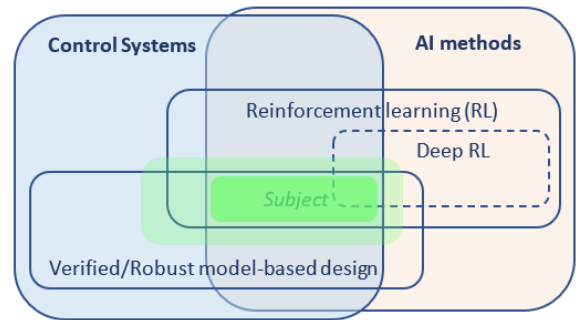 Control Systems
AI methods
Reinforcement learning (RL)
Deep RL
Subject
Verified/Robust model-based design